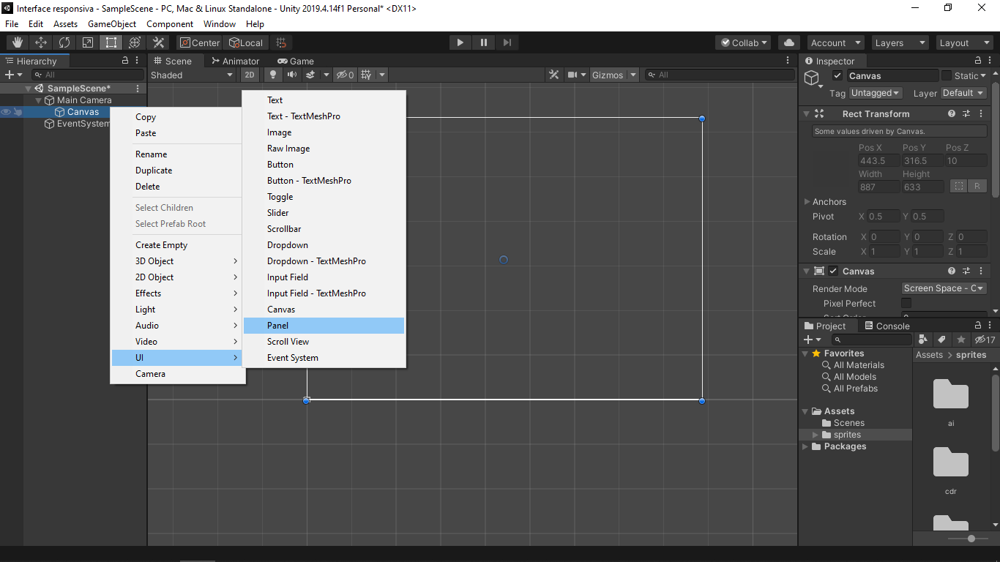 Interface responsiva - SampleScene - PC, Mac & Linux Standalone - Unity 2019.4.14f1 Personal* <DX11>
File Edit Assets GameObject Component Window Help
Center Local Collab Account Layers Layout
Hierarchy
All
SampleScene*
Main Camera
Canvas
EventSystem
Scene Animator Game
Shaded 2D 0 Gizmos All
Copy
Paste
Rename
Duplicate
Delete
Select Children
Select Prefab Root
Create Empty
3D Object
2D Object
Effects
Light
Audio
Video
UI
Camera
Text
Text - TextMeshPro
Image
Raw Image
Button
Button - TextMeshPro
Toggle
Slider
Scrollbar
Dropdown
Dropdown - TextMeshPro
Input Field
Input Field - TextMeshPro
Canvas
Panel
Scroll View
Event System
Inspector
Canvas Static
Tag Untagged Layer Default
Rect Transform
Some values driven by Canvas.
Pos X Pos Y Pos Z
443.5 316.5 10
Width Height
887 633 R
Anchors
Pivot X 0.5 Y 0.5
Rotation X 0 Y 0 Z 0
Scale X 1 Y 1 Z 1
Canvas
Render Mode Screen Space - C
Pixel Perfect
Project Console
17
Favorites
All Materials
All Models
All Prefabs
Assets
Scenes
sprites
Packages
Assets > sprites
ai
cdr